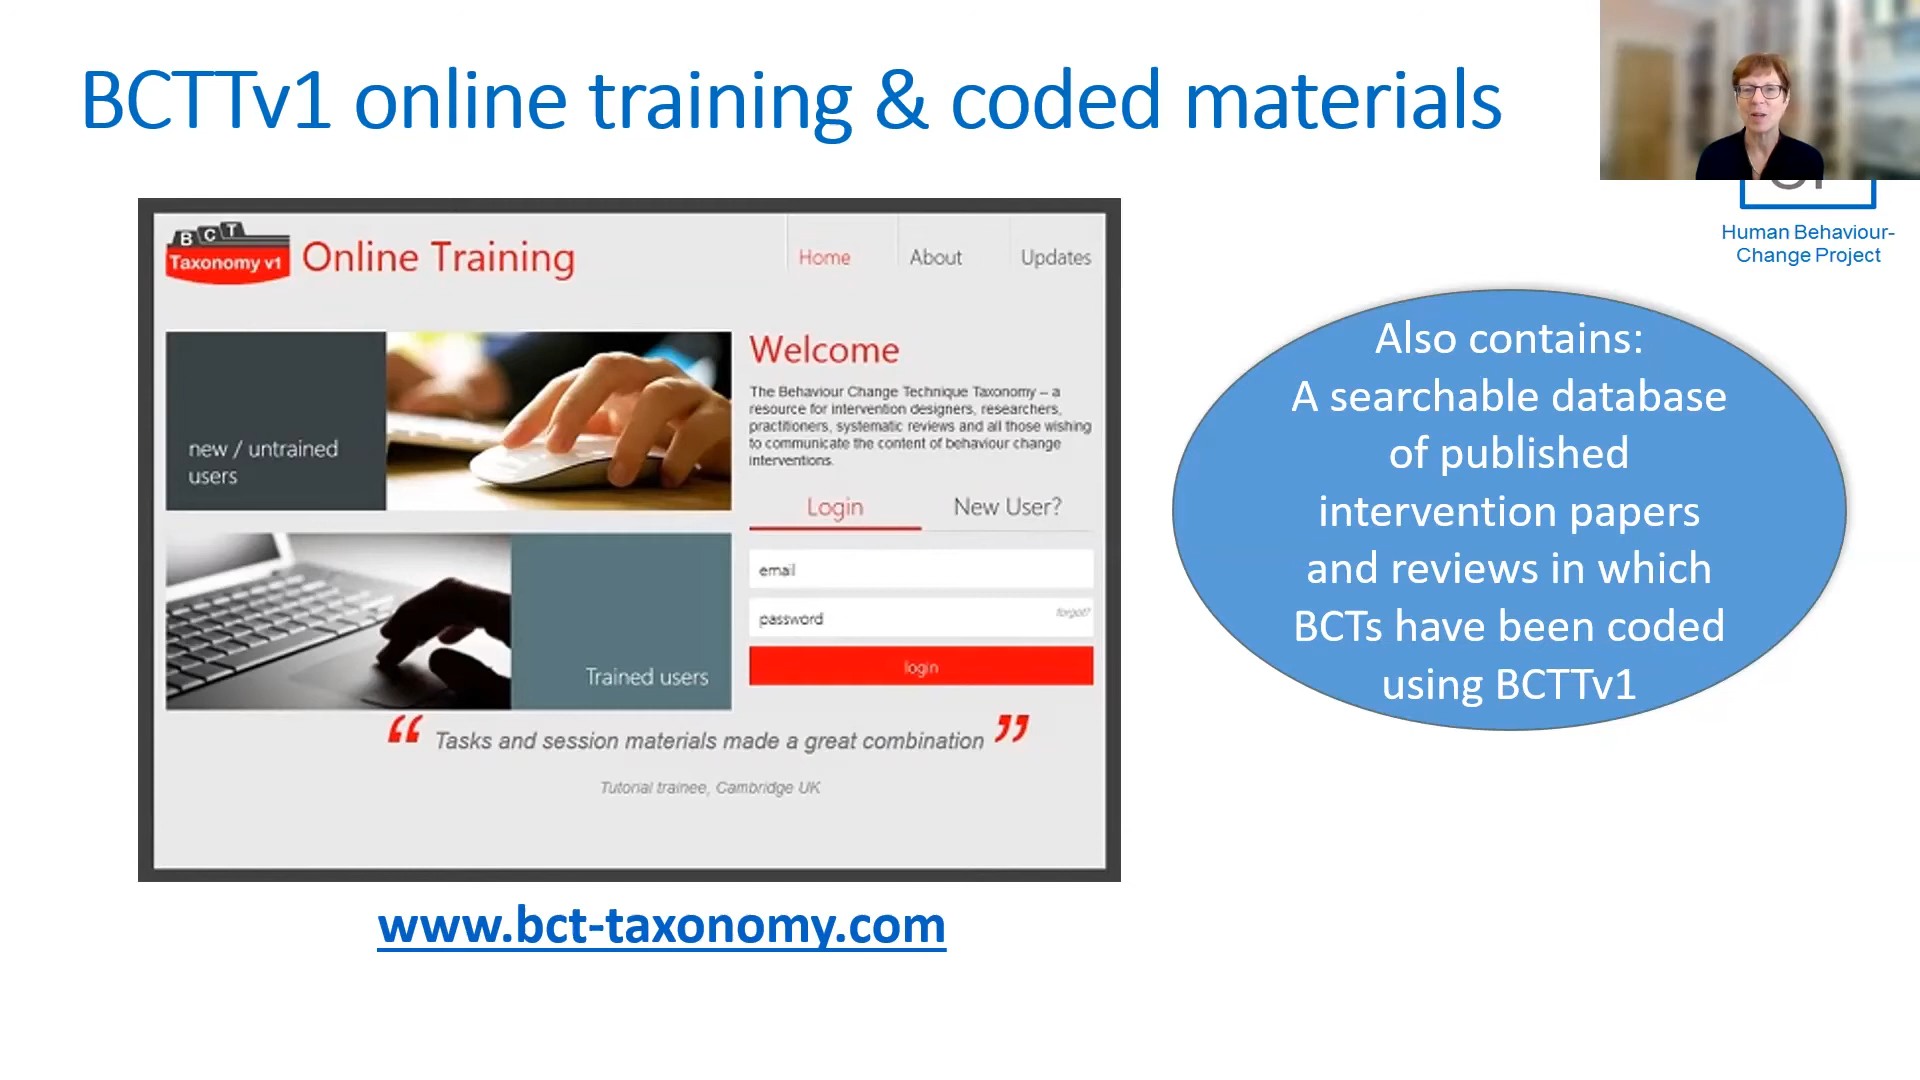 BCTTv1 online training & coded materials
Human Behaviour-
Change Project
B C T
Taxonomy v1
Online Training
Home
About
Updates
new / untrained
users
Trained users
Welcome
The Behaviour Change Technique Taxonomy – a
resource for intervention designers, researchers,
practitioners, systematic reviews and all those wishing
to communicate the content of behaviour change
interventions.
Login
New User?
email
password
forgot?
login
“ Tasks and session materials made a great combination ”
Tutorial trainee, Cambridge UK
www.bct-taxonomy.com
Also contains:
A searchable database
of published
intervention papers
and reviews in which
BCTs have been coded
using BCTTv1